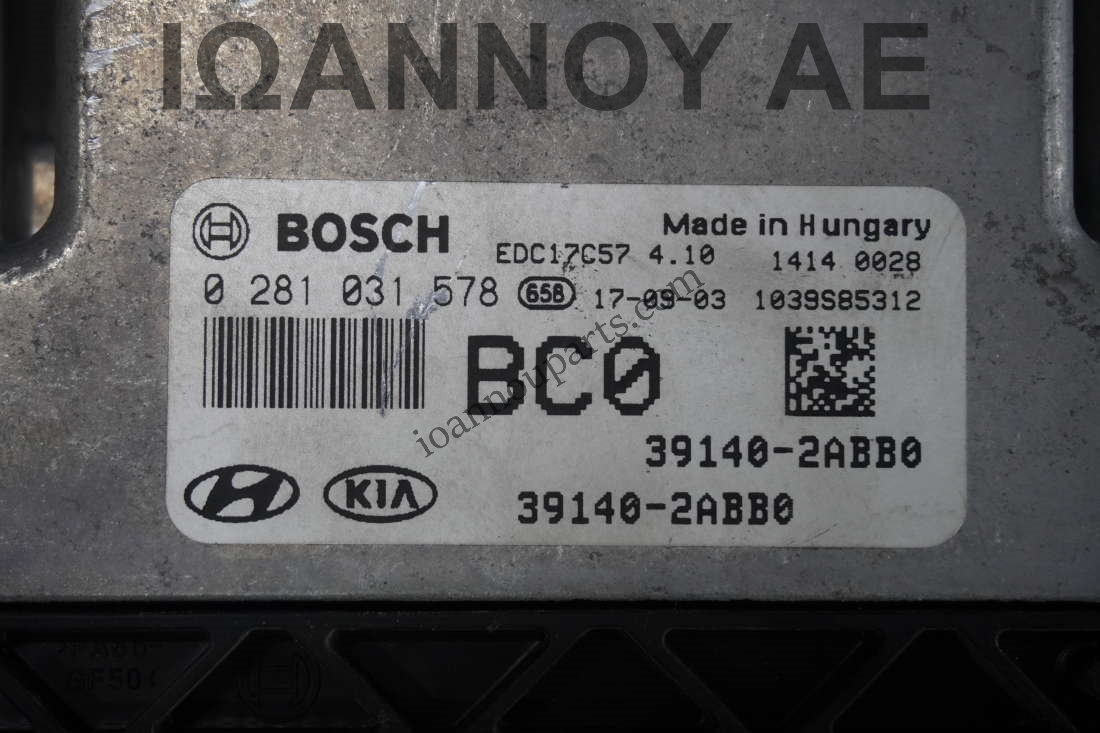 ΙΩΑΝΝΟΥ ΑΕ
BOSCH
Made in Hungary
EDC17C57 4.10 1414 0028
0 281 031 578 658 17-09-03 1039S85312
BC0
ioannouparts.com
39140-2ABB0
KIA 39140-2ABB0
GF50<